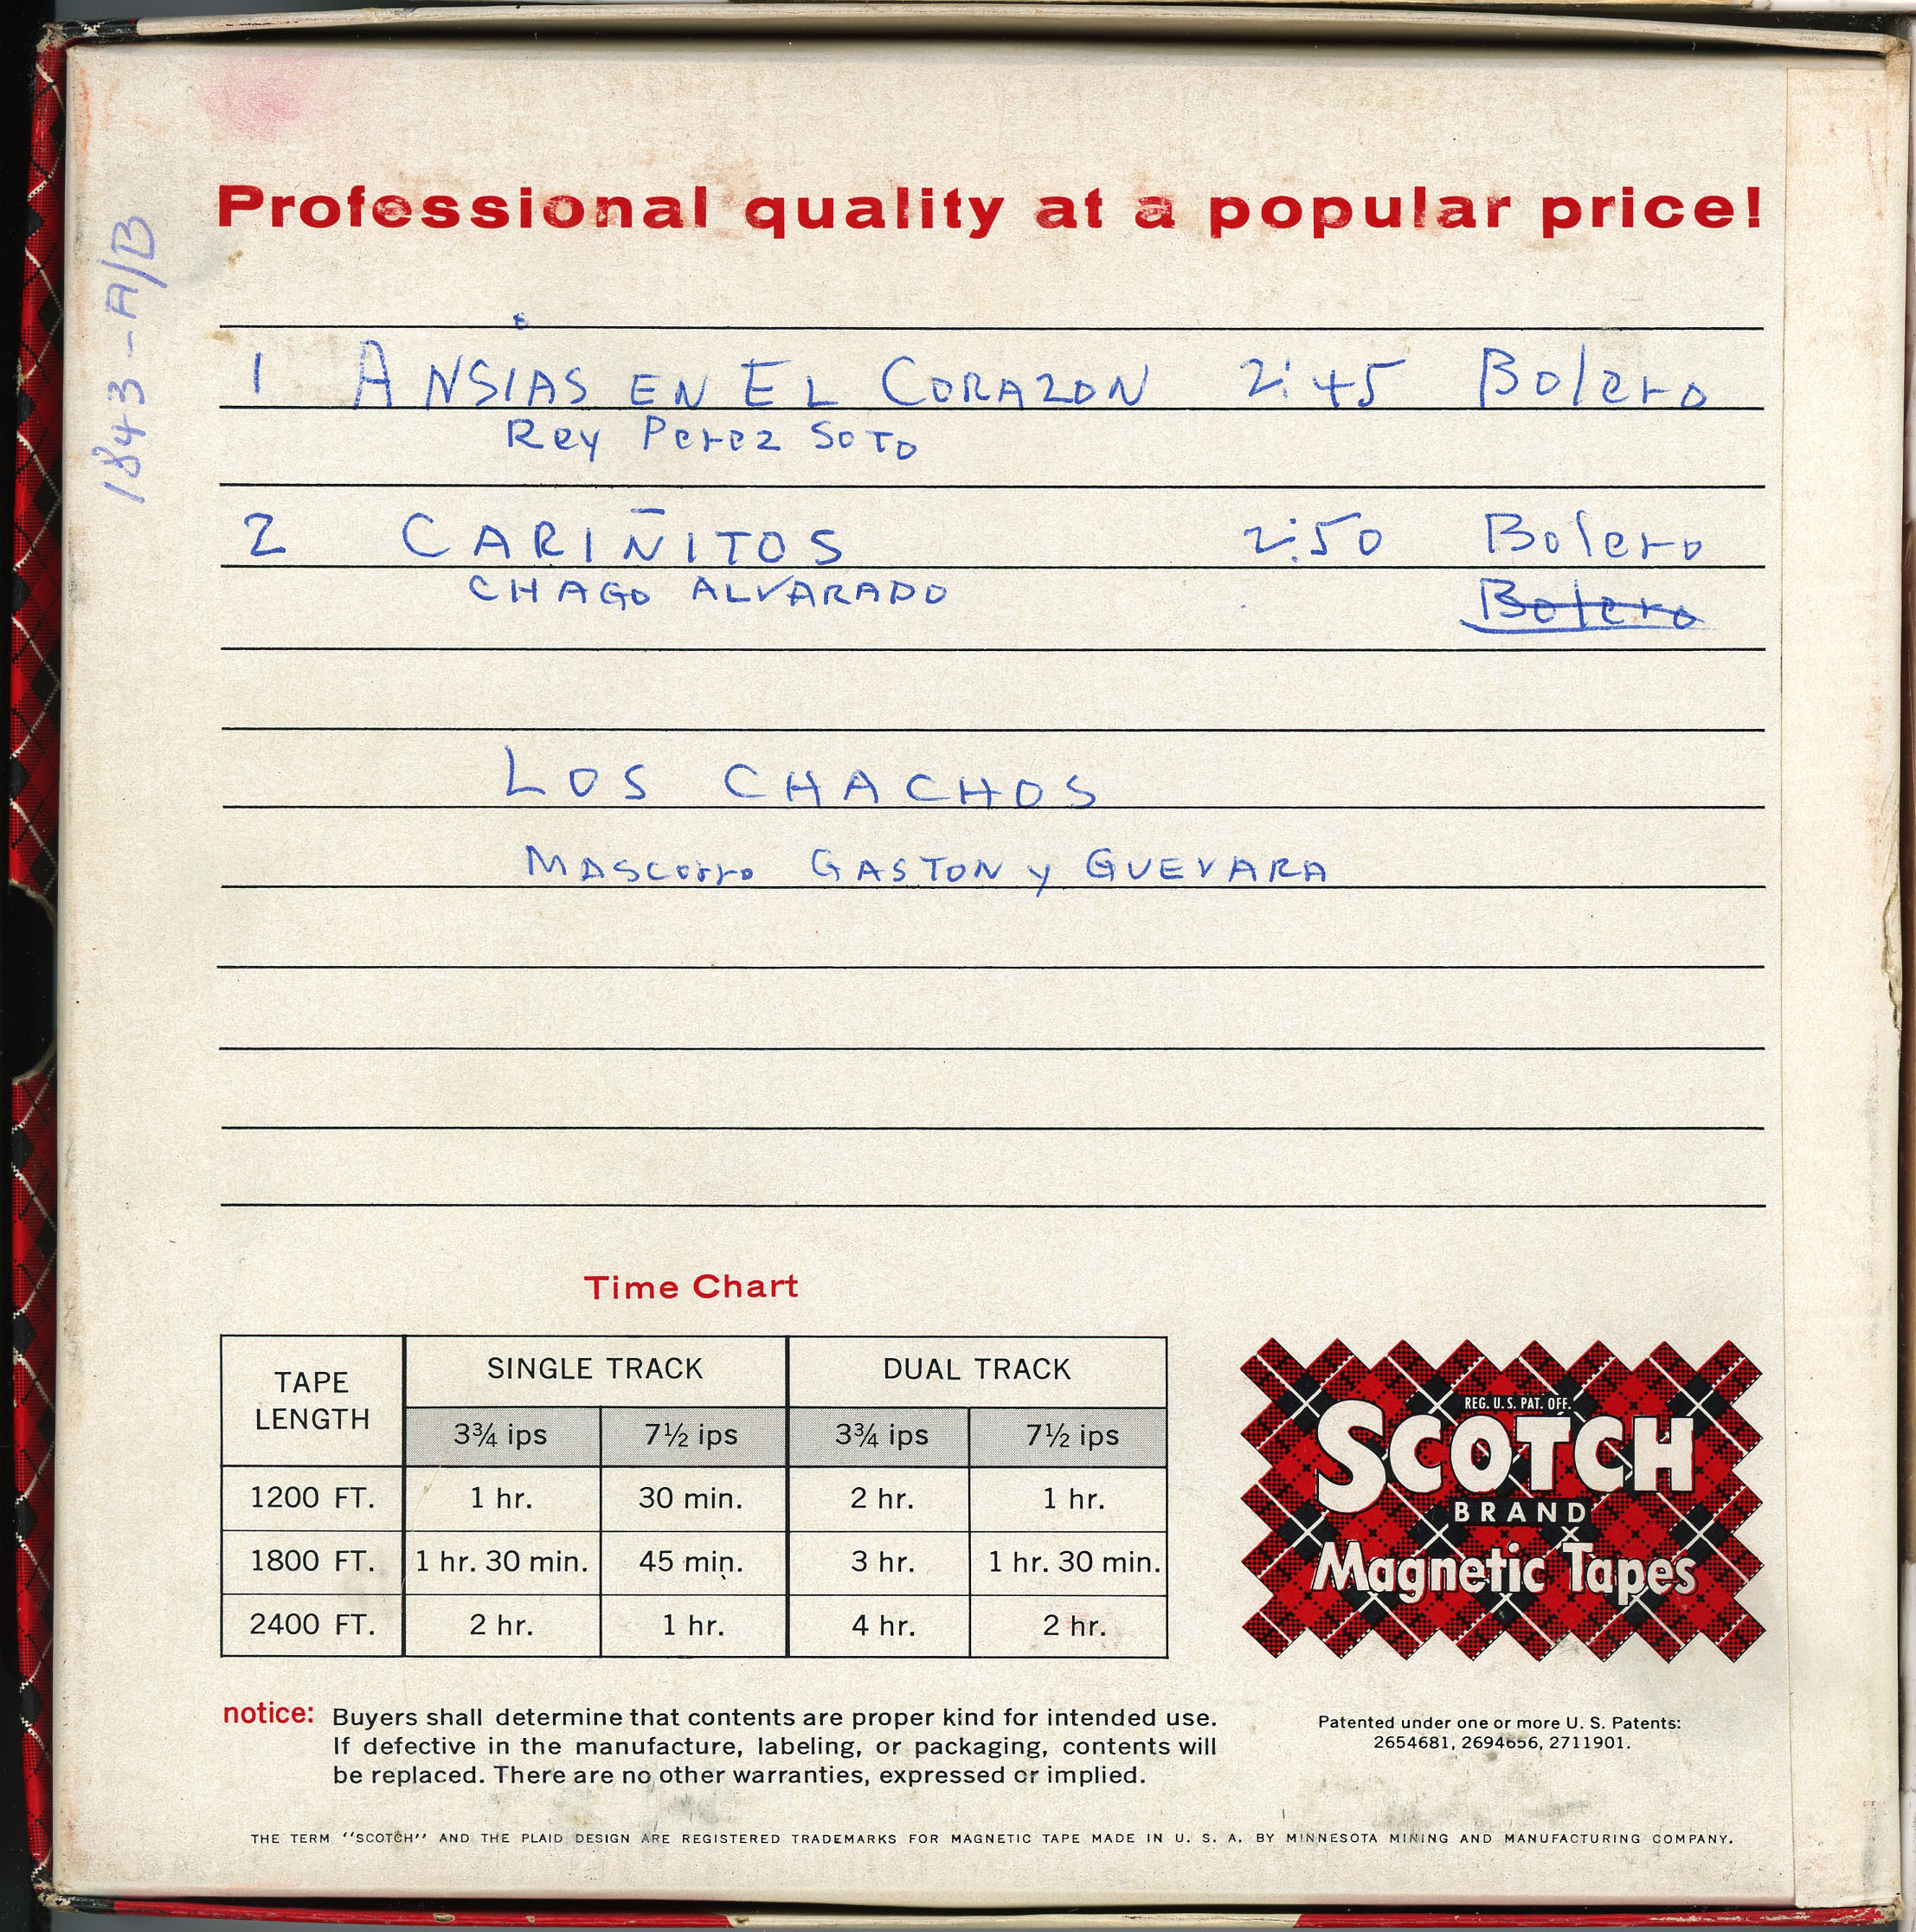 1843-A/B
Professional quality at a popular price!
1 ANSIAS EN EL CORAZON 2:45 Bolero
Rey Perez SOTO
2 CARIÑITOS 2:50 Bolero
CHAGO ALVARADO Bolero
LOS CHACHOS
MASCorro GASTON y GUEVARA
Time Chart
TAPE LENGTH SINGLE TRACK DUAL TRACK
3¾ ips 7½ ips 3¾ ips 7½ ips
1200 FT. 1 hr. 30 min. 2 hr. 1 hr.
1800 FT. 1 hr. 30 min. 45 min. 3 hr. 1 hr. 30 min.
2400 FT. 2 hr. 1 hr. 4 hr. 2 hr.
REG. U.S. PAT. OFF.
SCOTCH
BRAND
Magnetic Tapes
notice: Buyers shall determine that contents are proper kind for intended use.
If defective in the manufacture, labeling, or packaging, contents will
be replaced. There are no other warranties, expressed or implied.
Patented under one or more U. S. Patents:
2654681, 2694656, 2711901.
THE TERM "SCOTCH" AND THE PLAID DESIGN ARE REGISTERED TRADEMARKS FOR MAGNETIC TAPE MADE IN U. S. A. BY MINNESOTA MINING AND MANUFACTURING COMPANY.